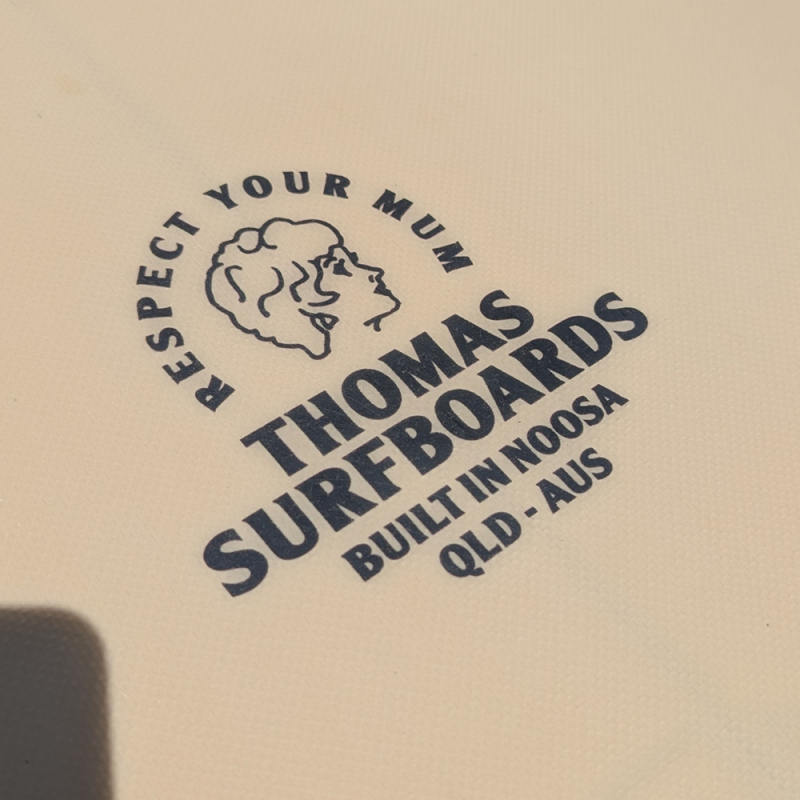 RESPECT YOUR MUM
THOMAS
SURFBOARDS
BUILT IN NOOSA
QLD - AUS